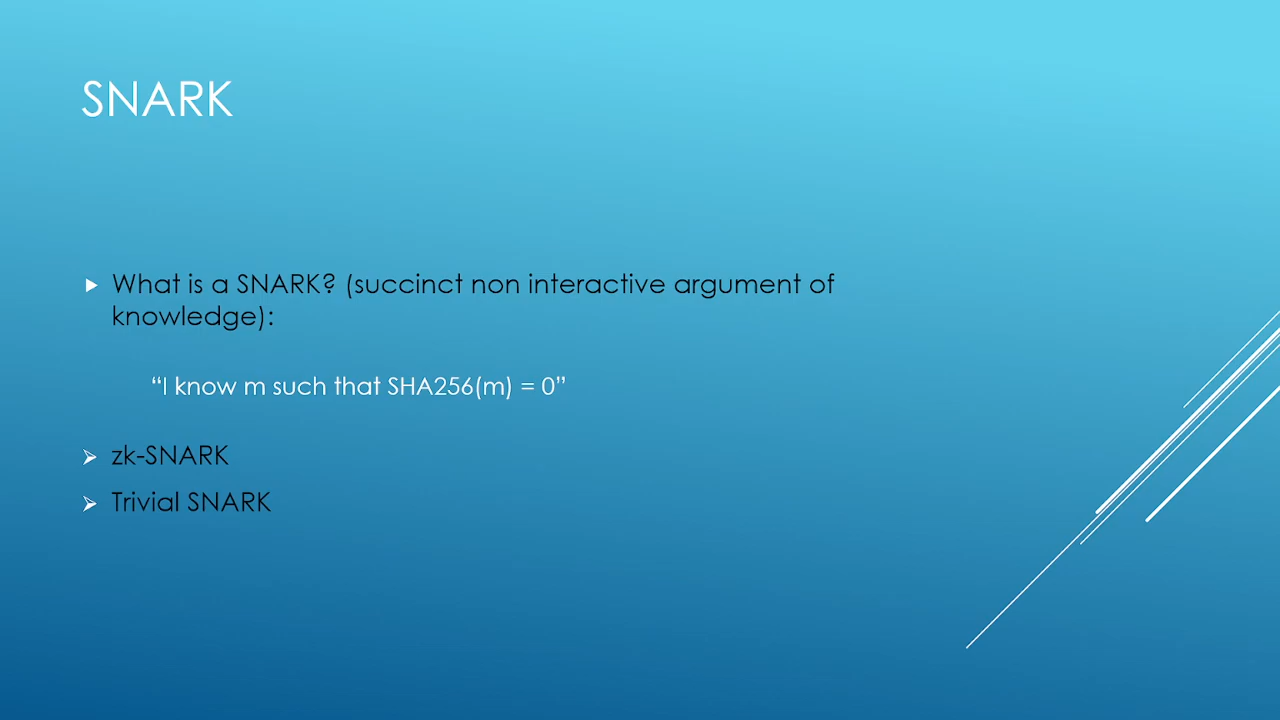 SNARK
What is a SNARK? (succinct non interactive argument of
knowledge):
“I know m such that SHA256(m) = 0”
zk-SNARK
Trivial SNARK